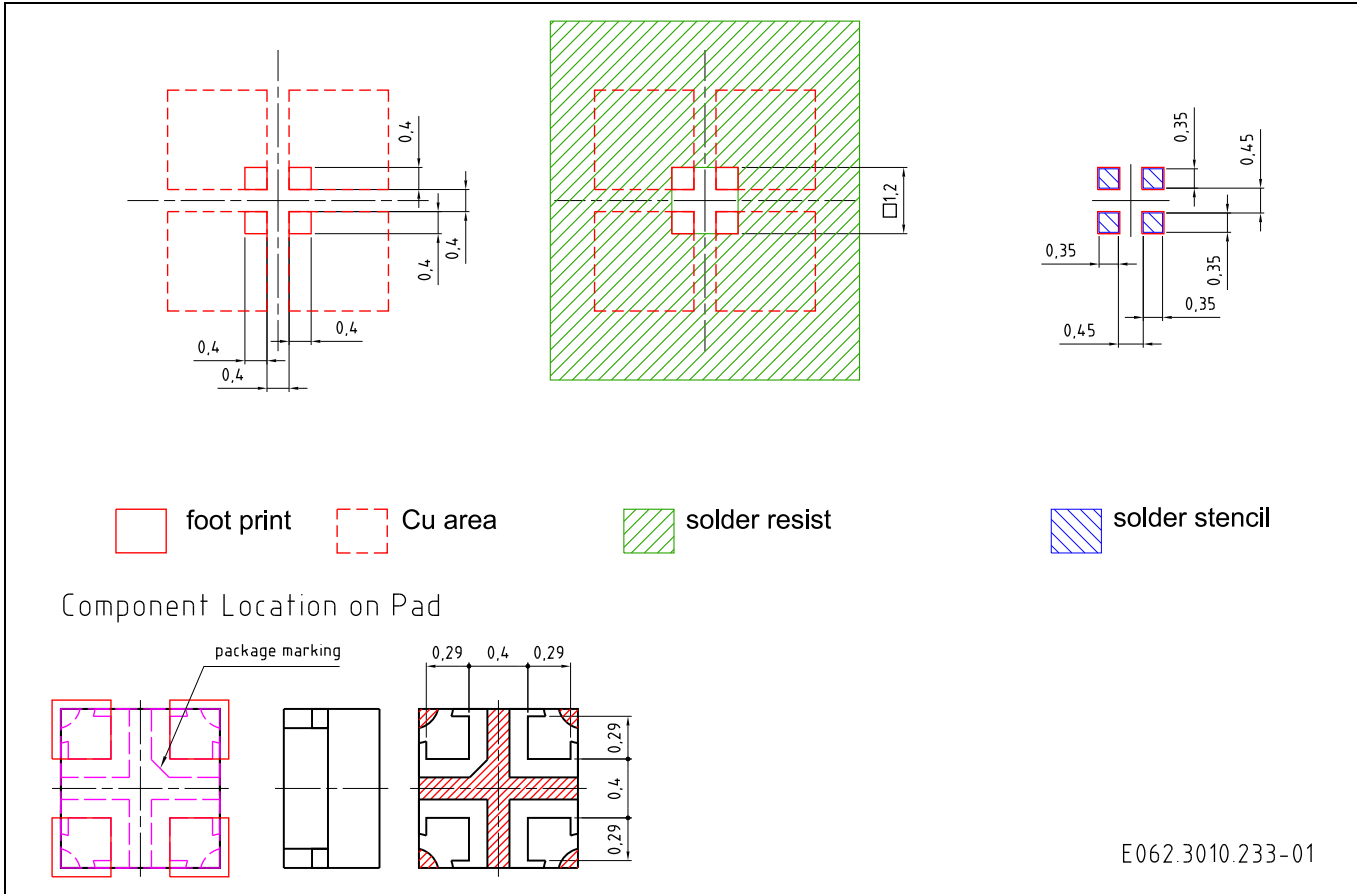 0,4
0,4
0,4
0,4
0,4
0,4
□1,2
0,35
0,45
0,35
0,35
0,35
0,45
foot print
Cu area
solder resist
solder stencil
Component Location on Pad
package marking
0,29
0,4
0,29
0,29
0,4
0,29
E062.3010.233-01